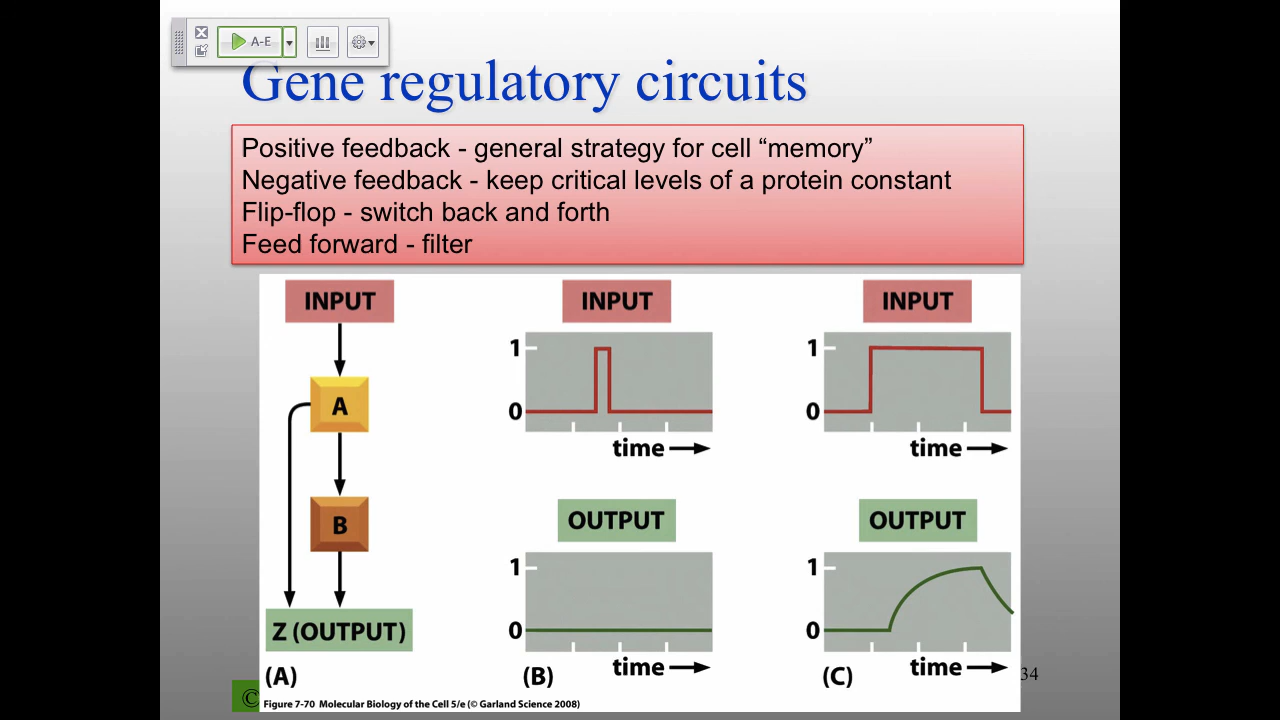 A-E
Gene regulatory circuits
Positive feedback - general strategy for cell “memory”
Negative feedback - keep critical levels of a protein constant
Flip-flop - switch back and forth
Feed forward - filter
INPUT
A
B
Z (OUTPUT)
(A)
INPUT
1
0
time
OUTPUT
1
0
time
(B)
INPUT
1
0
time
OUTPUT
1
0
time
(C)
34
©
Figure 7-70 Molecular Biology of the Cell 5/e (© Garland Science 2008)